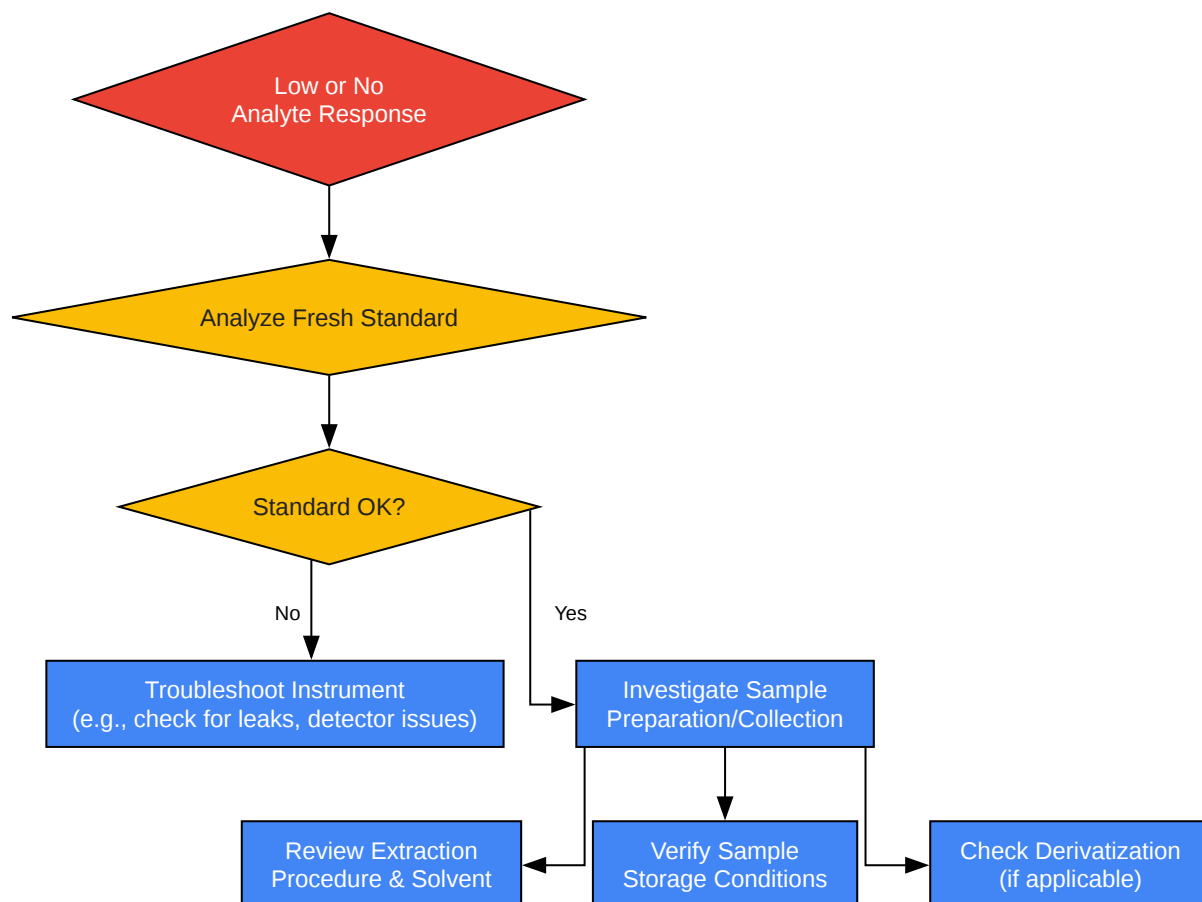 Low or No
Analyte Response
Analyze Fresh Standard
Standard OK?
No
Yes
Troubleshoot Instrument
(e.g., check for leaks, detector issues)
Investigate Sample
Preparation/Collection
Review Extraction
Procedure & Solvent
Verify Sample
Storage Conditions
Check Derivatization
(if applicable)